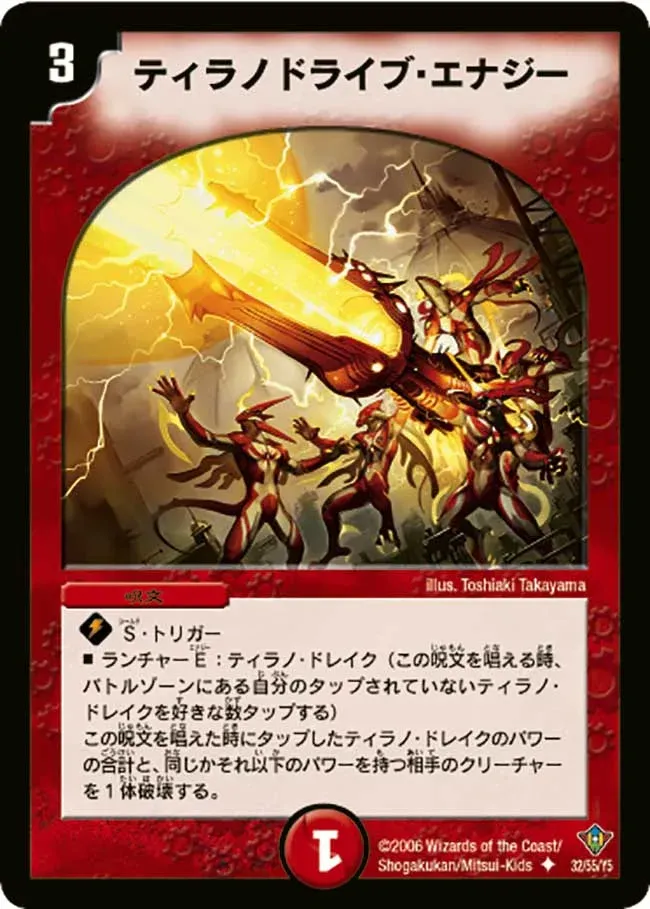 3
ティラノドライブ・エナジー
illus. Toshiaki Takayama
呪文
S・トリガー
■ ランチャーE：ティラノ・ドレイク（この呪文を唱える時、
バトルゾーンにある自分のタップされていないティラノ・
ドレイクを好きな数タップする）
この呪文を唱えた時にタップしたティラノ・ドレイクのパワー
の合計と、同じかそれ以下のパワーを持つ相手のクリーチャー
を1体破壊する。
1
©2006 Wizards of the Coast/
Shogakukan/Mitsui-Kids
32/55/Y5